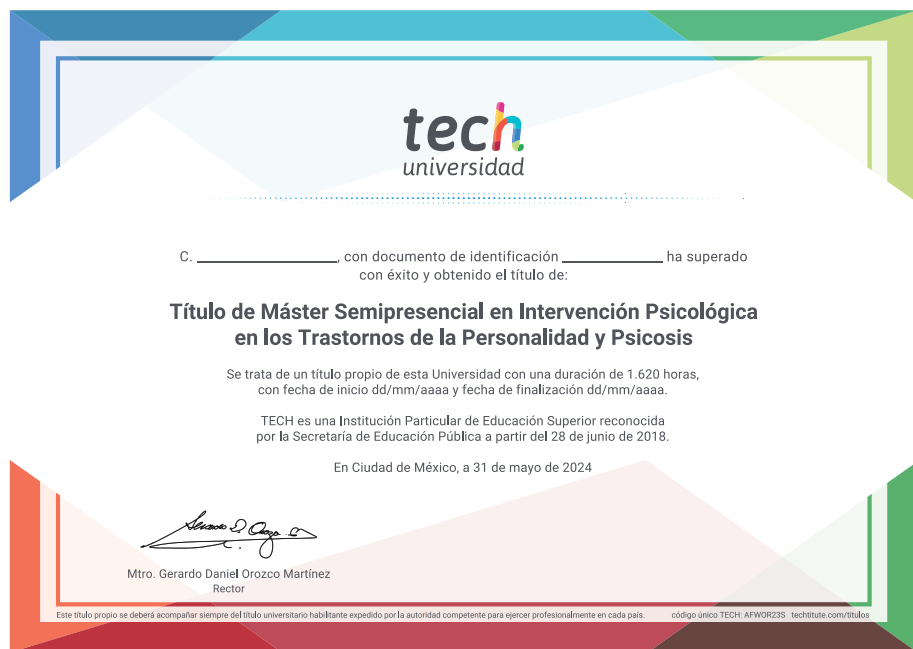 tech
universidad
C. ____________________, con documento de identificación ______________ ha superado
con éxito y obtenido el título de:
Título de Máster Semipresencial en Intervención Psicológica
en los Trastornos de la Personalidad y Psicosis
Se trata de un título propio de esta Universidad con una duración de 1.620 horas,
con fecha de inicio dd/mm/aaaa y fecha de finalización dd/mm/aaaa.
TECH es una Institución Particular de Educación Superior reconocida
por la Secretaría de Educación Pública a partir del 28 de junio de 2018.
En Ciudad de México, a 31 de mayo de 2024
Mtro. Gerardo Daniel Orozco Martínez
Rector
Este título propio se deberá acompañar siempre del título universitario habilitante expedido por la autoridad competente para ejercer profesionalmente en cada país. código único TECH: AFWOR23S techtitute.com/titulos